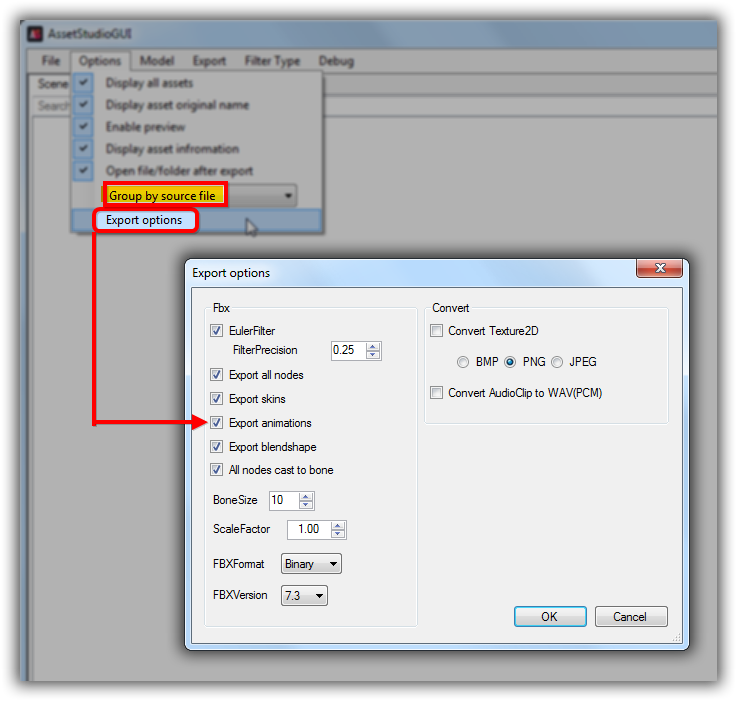 AssetStudioGUI
File Options Model Export Filter Type Debug
Scene
Search
Display all assets
Display asset original name
Enable preview
Display asset infromation
Open file/folder after export
Group by source file
Export options
Export options
Fbx
EulerFilter
FilterPrecision 0.25
Export all nodes
Export skins
Export animations
Export blendshape
All nodes cast to bone
BoneSize 10
ScaleFactor 1.00
FBXFormat Binary
FBXVersion 7.3
Convert
Convert Texture2D
BMP PNG JPEG
Convert AudioClip to WAV(PCM)
OK Cancel